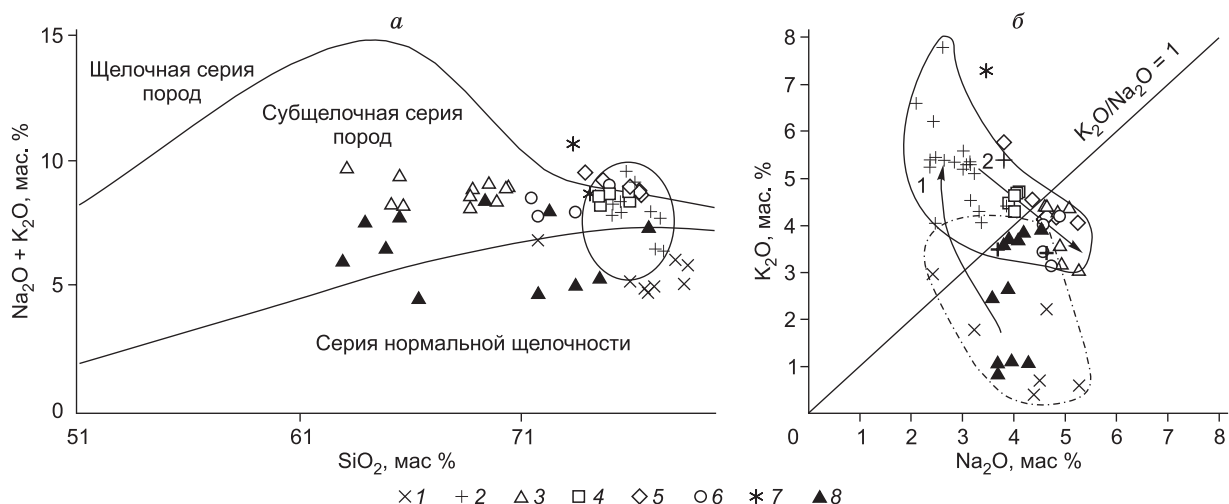 а
15
10
5
0
Na₂O + K₂O, мас. %
Щелочная серия
пород
Субщелочная серия
пород
Серия нормальной щелочности
51
61
71
SiO₂, мас %
б
8
7
6
5
4
3
2
1
K₂O, мас. %
K₂O/Na₂O = 1
1
2
0
1
2
3
4
5
6
7
8
Na₂O, мас. %
1 2 3 4 5 6 7 8